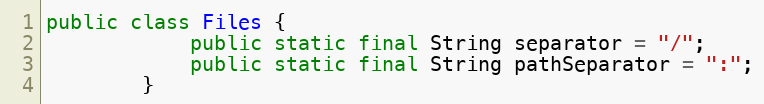 1 public class Files {
2             public static final String separator = "/";
3             public static final String pathSeparator = ":";
4         }